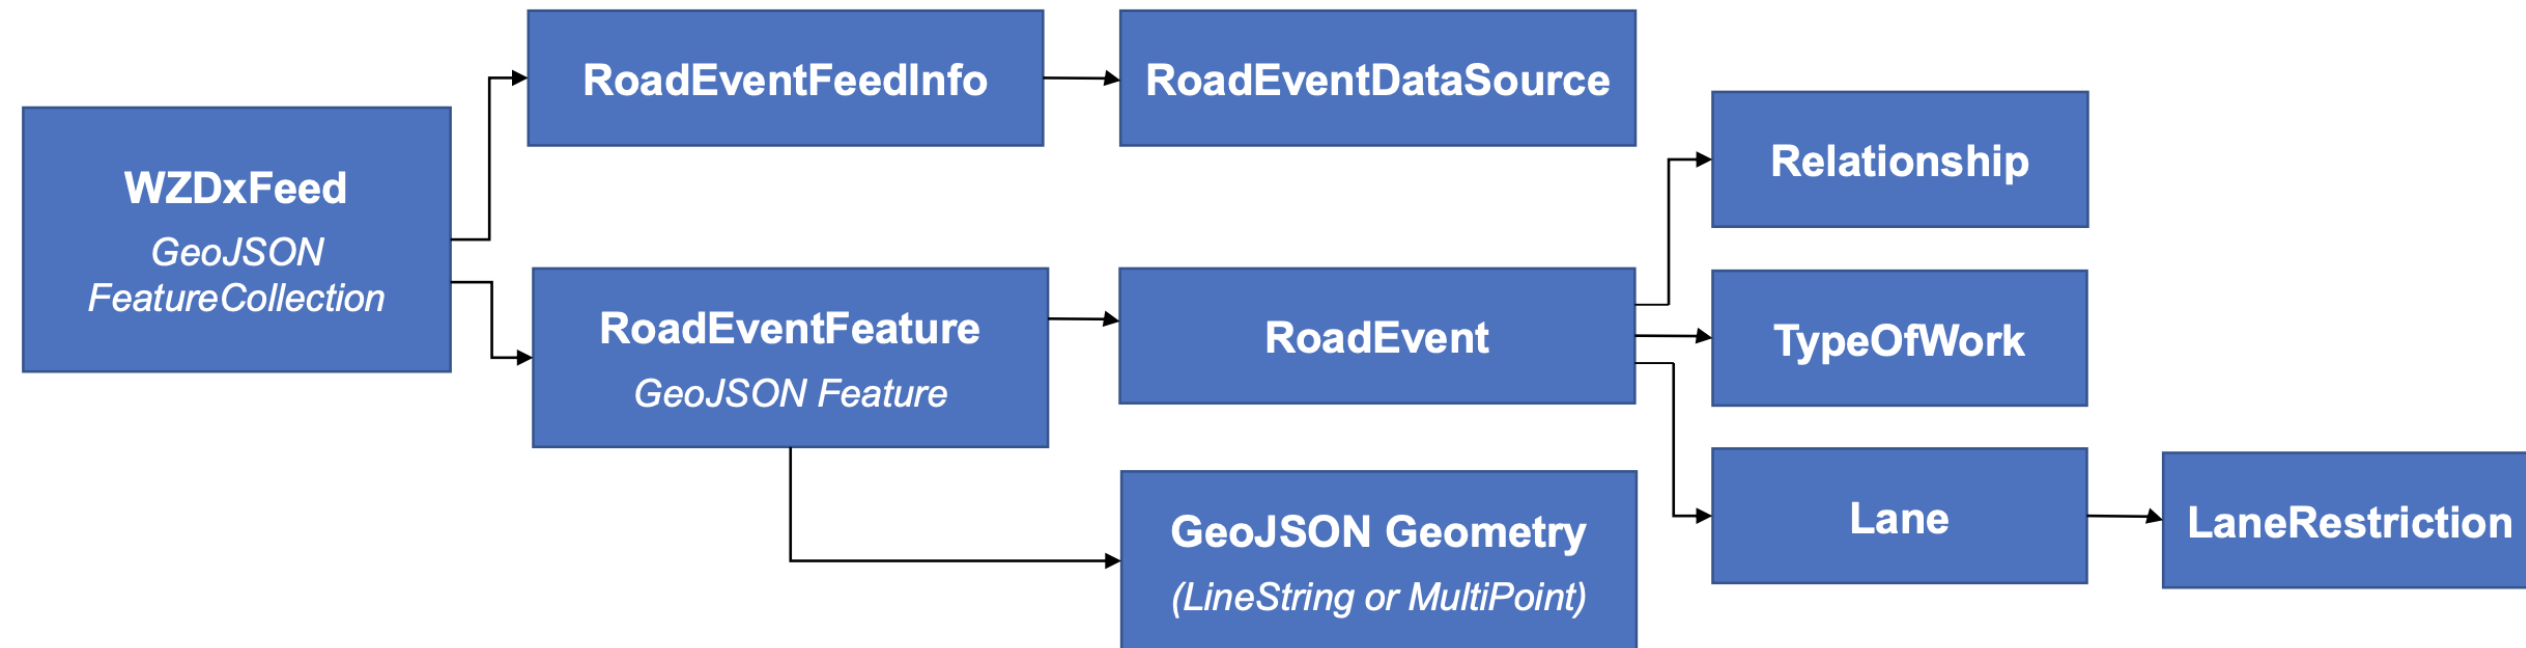 RoadEventFeedInfo
RoadEventDataSource
WZDxFeed
GeoJSON
FeatureCollection
Relationship
RoadEventFeature
GeoJSON Feature
RoadEvent
TypeOfWork
GeoJSON Geometry
(LineString or MultiPoint)
Lane
LaneRestriction